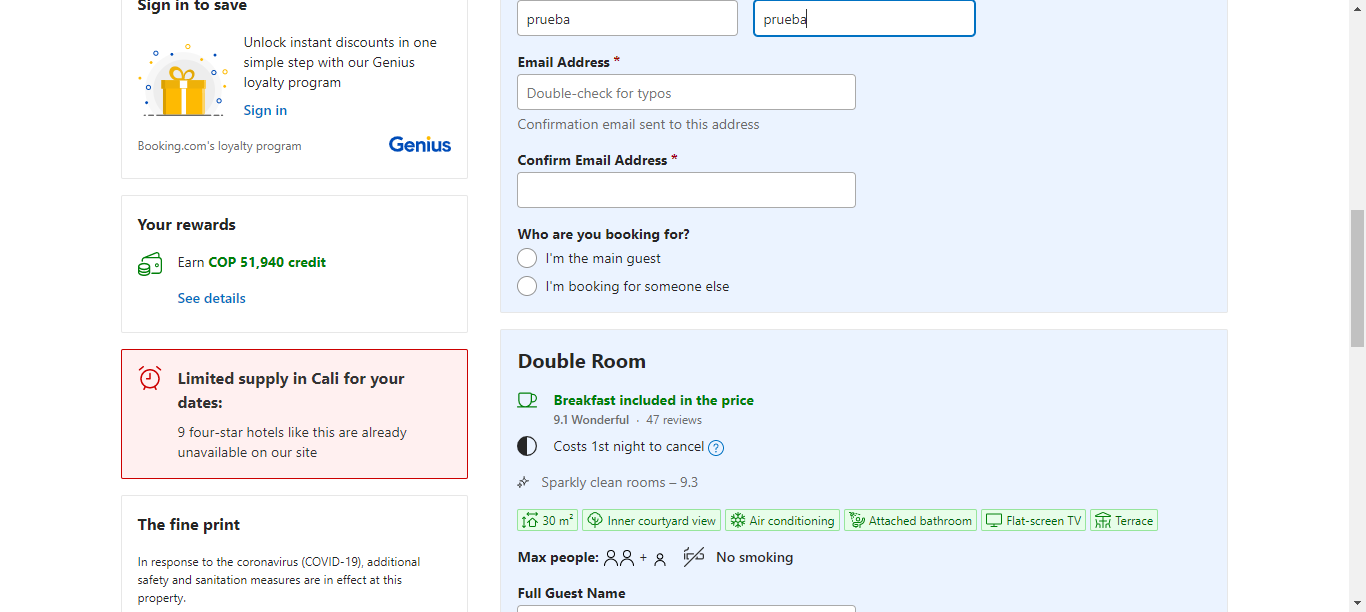 Sign in to save
Unlock instant discounts in one
simple step with our Genius
loyalty program
Sign in
Booking.com's loyalty program
Genius
Your rewards
Earn COP 51,940 credit
See details
Limited supply in Cali for your
dates:
9 four-star hotels like this are already
unavailable on our site
The fine print
In response to the coronavirus (COVID-19), additional
safety and sanitation measures are in effect at this
property.
prueba prueba
Email Address *
Double-check for typos
Confirmation email sent to this address
Confirm Email Address *
Who are you booking for?
I'm the main guest
I'm booking for someone else
Double Room
Breakfast included in the price
9.1 Wonderful · 47 reviews
Costs 1st night to cancel ?
Sparkly clean rooms – 9.3
30 m² Inner courtyard view Air conditioning Attached bathroom Flat-screen TV Terrace
Max people: + No smoking
Full Guest Name